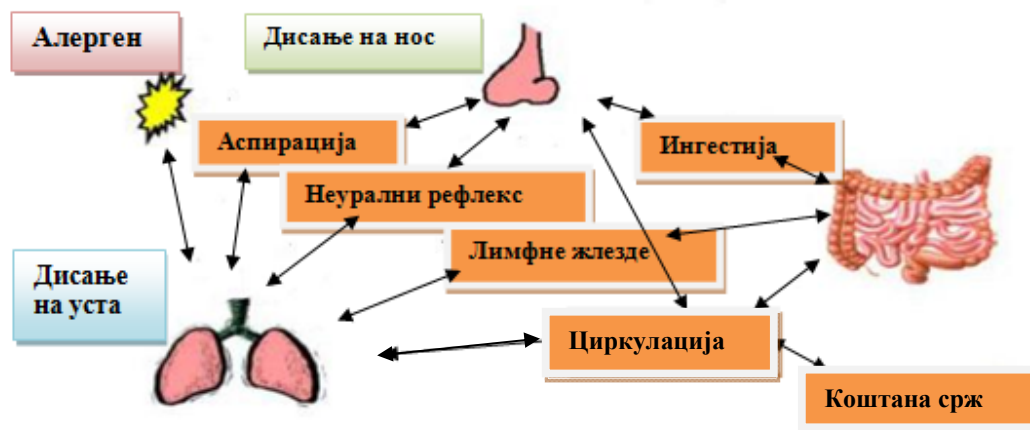 Алерген
Дисање на нос
Аспирација
Ингестија
Неурални рефлекс
Лимфне жлезде
Дисање
на уста
Циркулација
Коштана срж